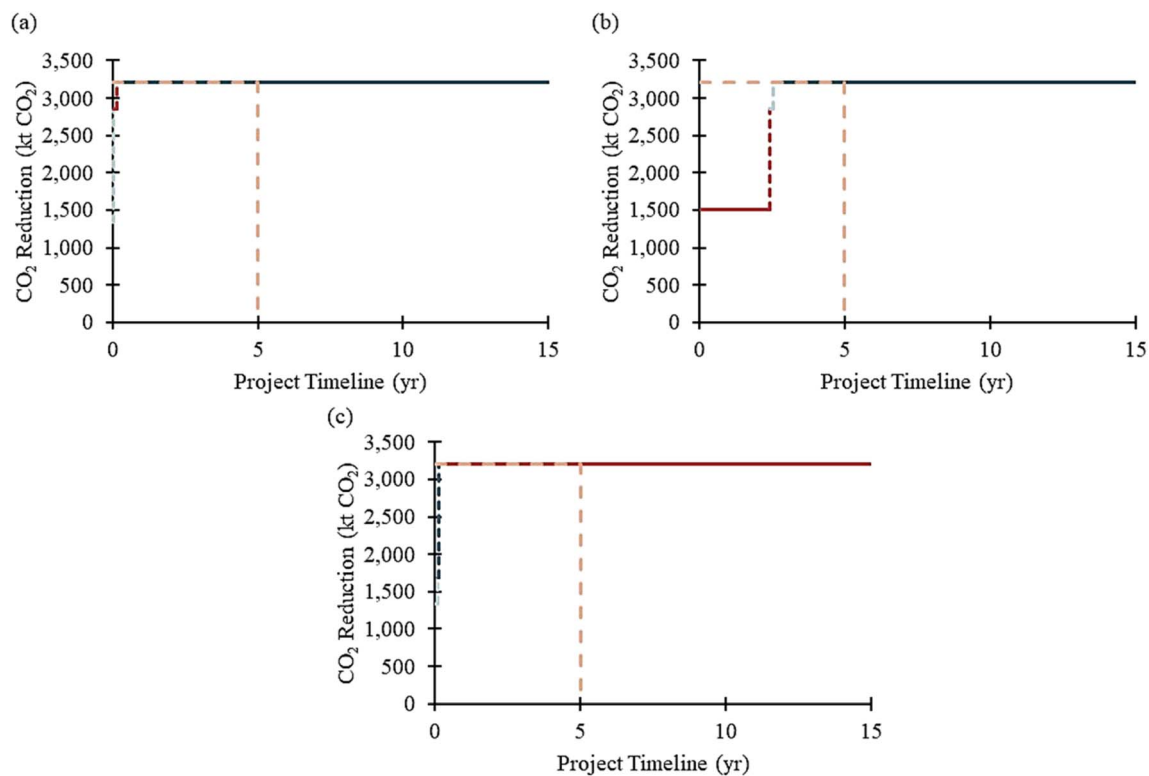 (a)
3,500
3,000
2,500
2,000
1,500
1,000
500
0
CO₂ Reduction (kt CO₂)
0 5 10 15
Project Timeline (yr)
(b)
3,500
3,000
2,500
2,000
1,500
1,000
500
0
CO₂ Reduction (kt CO₂)
0 5 10 15
Project Timeline (yr)
(c)
3,500
3,000
2,500
2,000
1,500
1,000
500
0
CO₂ Reduction (kt CO₂)
0 5 10 15
Project Timeline (yr)